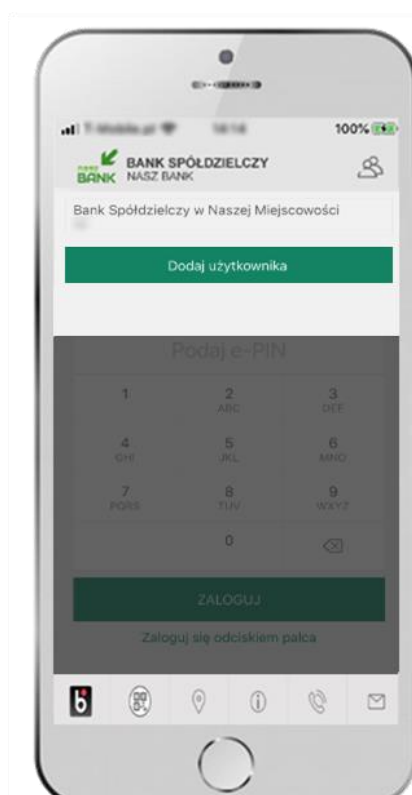 100%
nasz BANK
BANK SPÓŁDZIELCZY
NASZ BANK
Bank Spółdzielczy w Naszej Miejscowości
Dodaj użytkownika
Podaj e-PIN
1 2 3
ABC DEF
4 5 6
GHI JKL MNO
7 8 9
PQRS TUV WXYZ
0
ZALOGUJ
Zaloguj się odciskiem palca